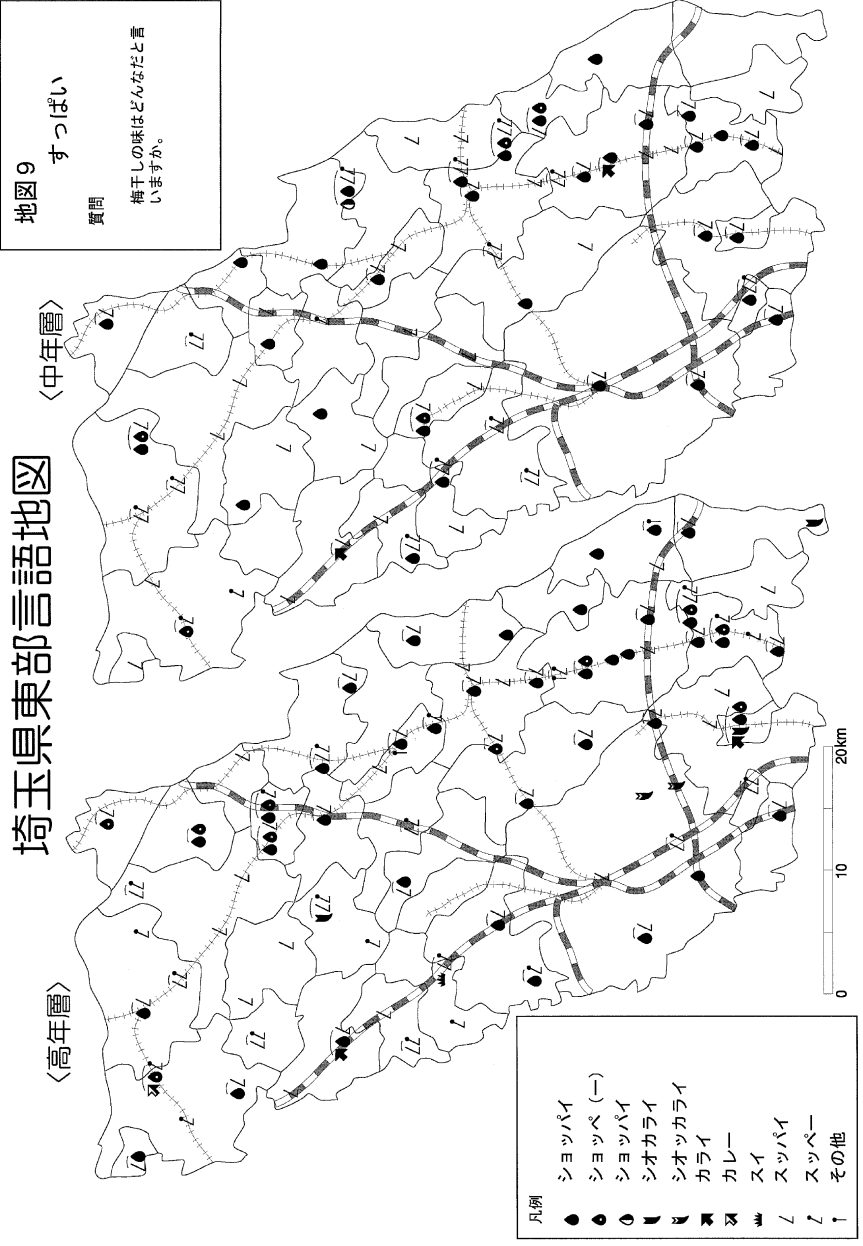 埼玉県東部言語地図
地図9
すっぱい
質問
梅干しの味はどんなだと言
いますか。
〈高年層〉
〈中年層〉
凡例
ショッパイ
ショッペ（ー）
ショッパイ
シオカライ
シオッカライ
カライ
カレー
スイ
スッパイ
スッペー
その他
0
10
20km